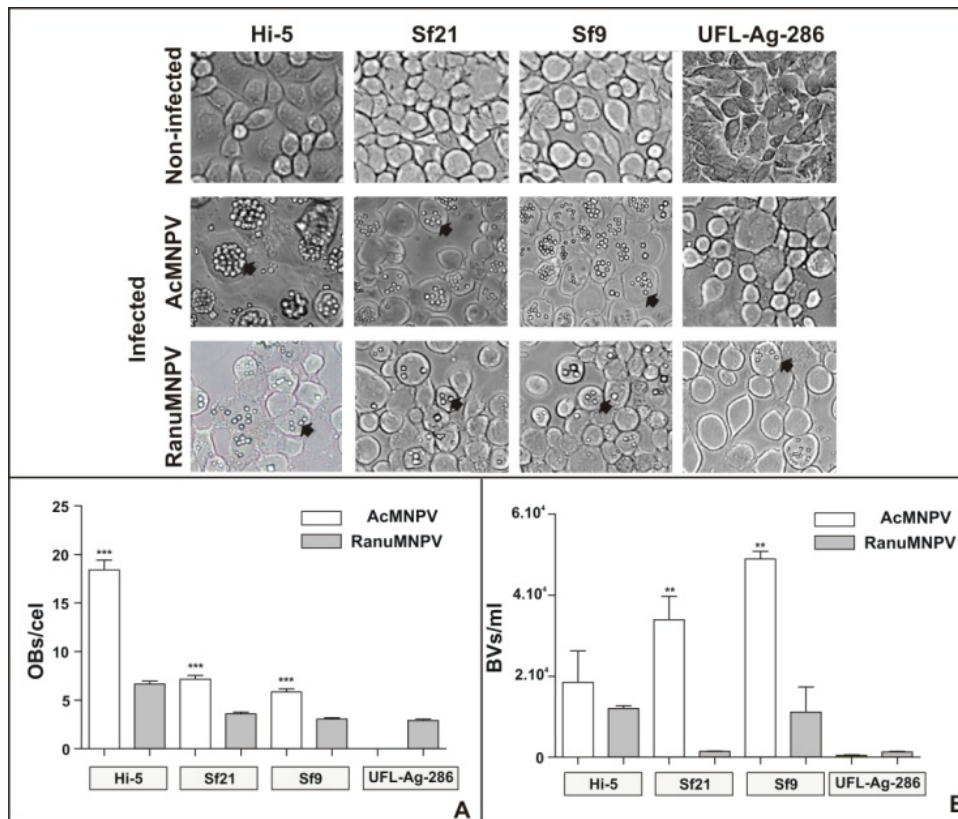 Hi-5 Sf21 Sf9 UFL-Ag-286
Non-infected
Infected
AcMNPV
RanuMNPV
25
20
15
10
5
0
OBs/cel
AcMNPV
RanuMNPV
***
***
***
Hi-5 Sf21 Sf9 UFL-Ag-286
A
6.10⁴
4.10⁴
2.10⁴
0
BVs/ml
AcMNPV
RanuMNPV
**
**
Hi-5 Sf21 Sf9 UFL-Ag-286